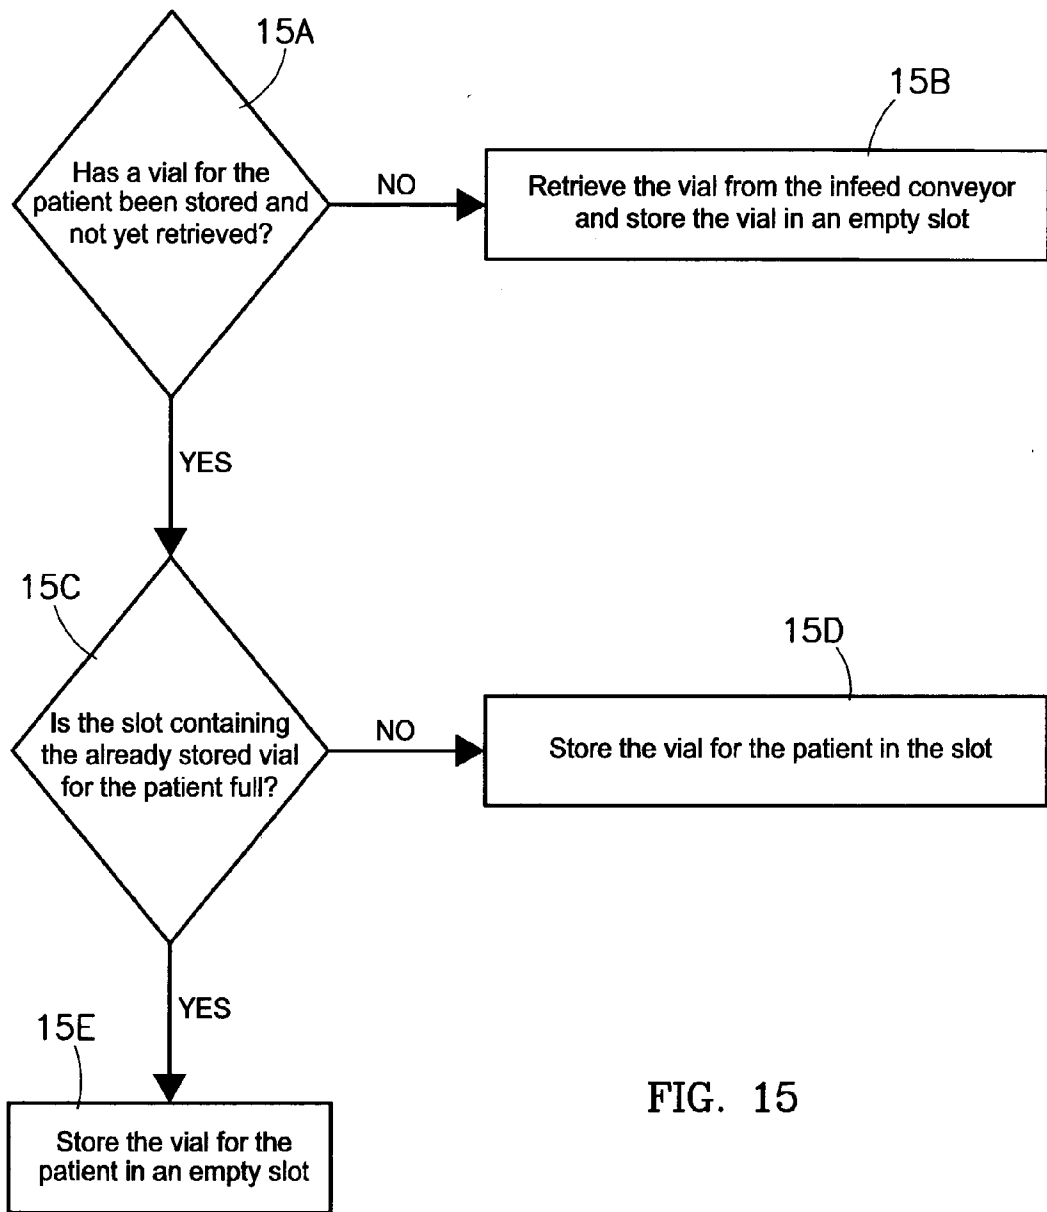 15A
Has a vial for the
patient been stored and
not yet retrieved?
NO
15B
Retrieve the vial from the infeed conveyor
and store the vial in an empty slot
YES
15C
Is the slot containing
the already stored vial
for the patient full?
NO
15D
Store the vial for the patient in the slot
YES
15E
Store the vial for the
patient in an empty slot
FIG. 15